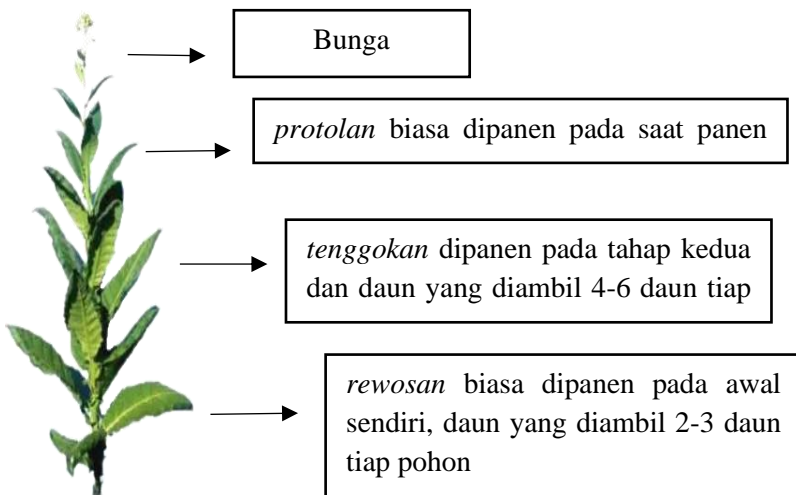 Bunga
protolan biasa dipanen pada saat panen
tenggokan dipanen pada tahap kedua
dan daun yang diambil 4-6 daun tiap
rewosan biasa dipanen pada awal
sendiri, daun yang diambil 2-3 daun
tiap pohon